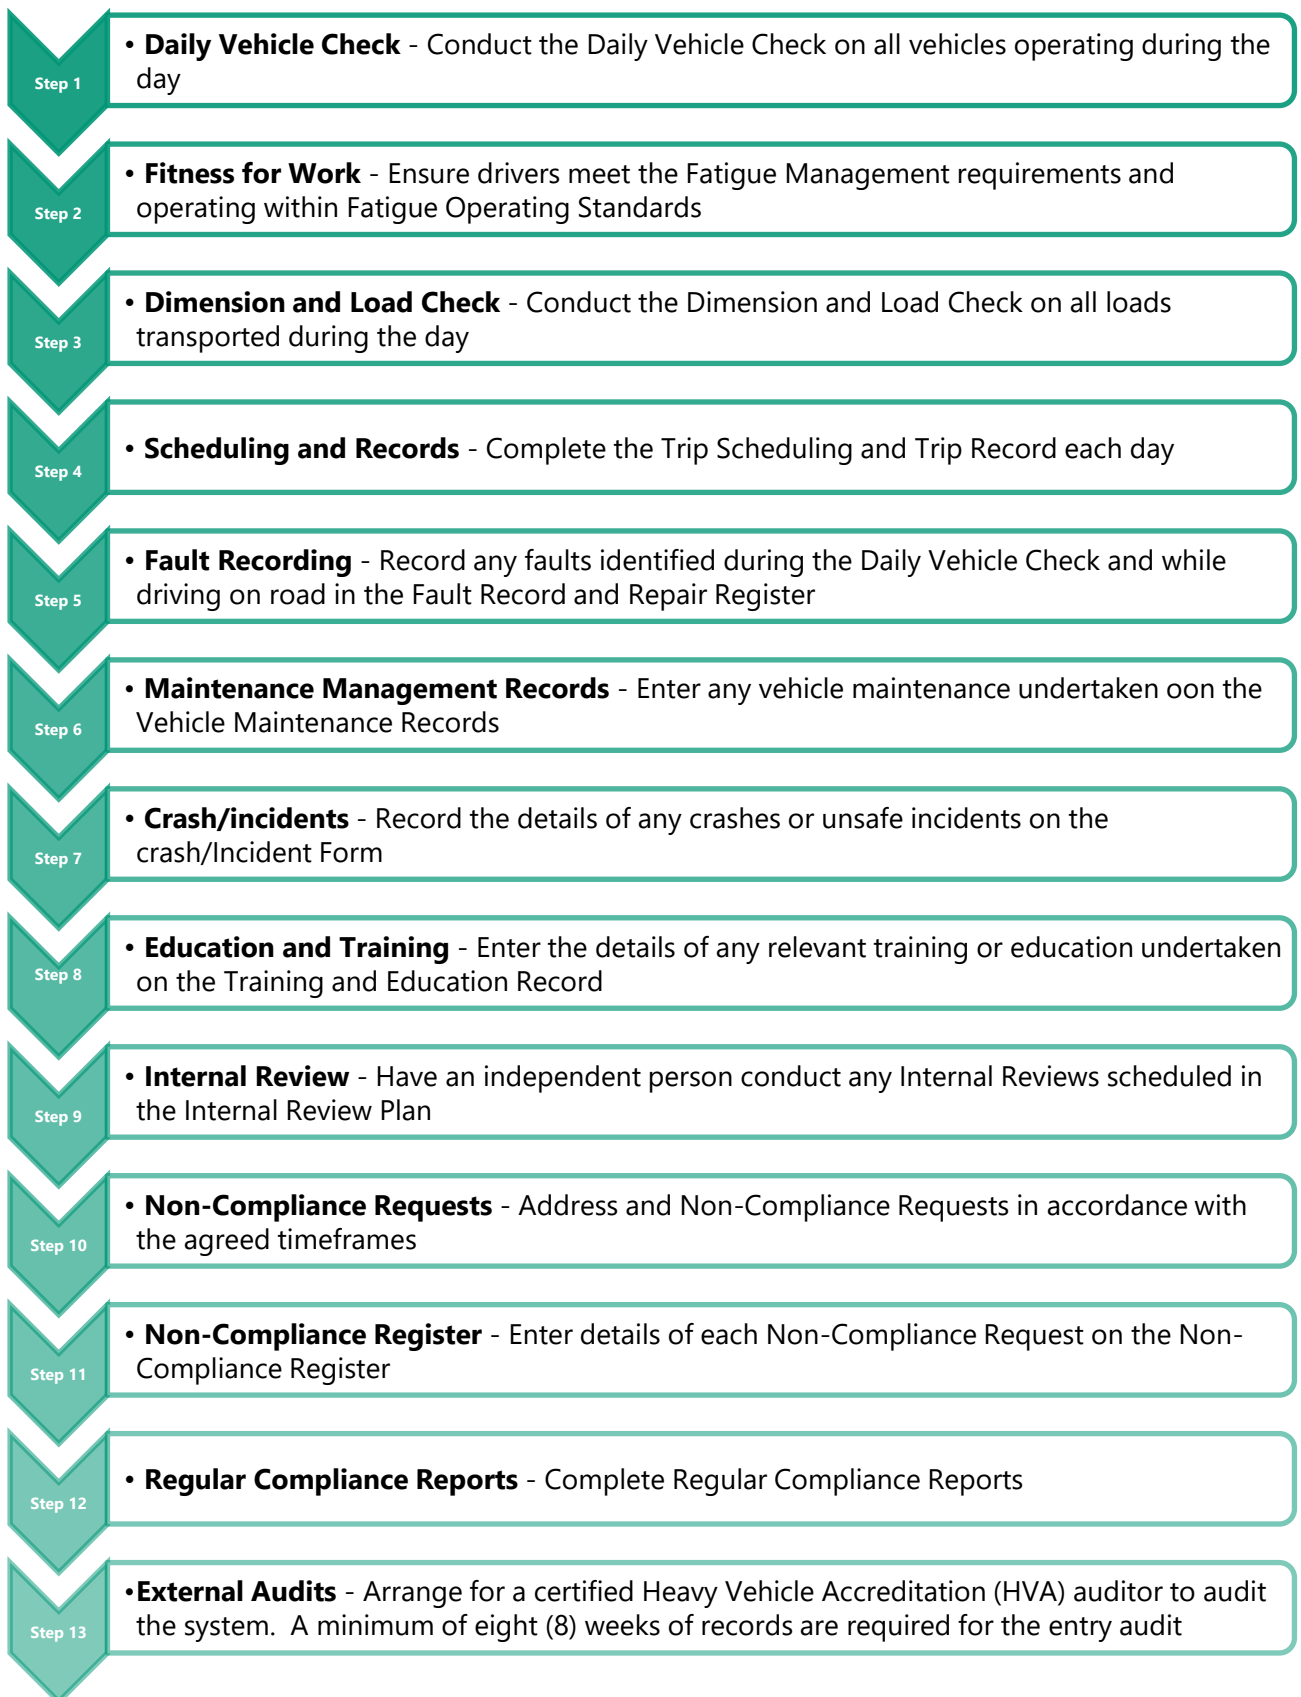 • Daily Vehicle Check - Conduct the Daily Vehicle Check on all vehicles operating during the
day
Step 1
• Fitness for Work - Ensure drivers meet the Fatigue Management requirements and
operating within Fatigue Operating Standards
Step 2
• Dimension and Load Check - Conduct the Dimension and Load Check on all loads
transported during the day
Step 3
• Scheduling and Records - Complete the Trip Scheduling and Trip Record each day
Step 4
• Fault Recording - Record any faults identified during the Daily Vehicle Check and while
driving on road in the Fault Record and Repair Register
Step 5
• Maintenance Management Records - Enter any vehicle maintenance undertaken oon the
Vehicle Maintenance Records
Step 6
• Crash/incidents - Record the details of any crashes or unsafe incidents on the
crash/Incident Form
Step 7
• Education and Training - Enter the details of any relevant training or education undertaken
on the Training and Education Record
Step 8
• Internal Review - Have an independent person conduct any Internal Reviews scheduled in
the Internal Review Plan
Step 9
• Non-Compliance Requests - Address and Non-Compliance Requests in accordance with
the agreed timeframes
Step 10
• Non-Compliance Register - Enter details of each Non-Compliance Request on the Non-
Compliance Register
Step 11
• Regular Compliance Reports - Complete Regular Compliance Reports
Step 12
•External Audits - Arrange for a certified Heavy Vehicle Accreditation (HVA) auditor to audit
the system.  A minimum of eight (8) weeks of records are required for the entry audit
Step 13